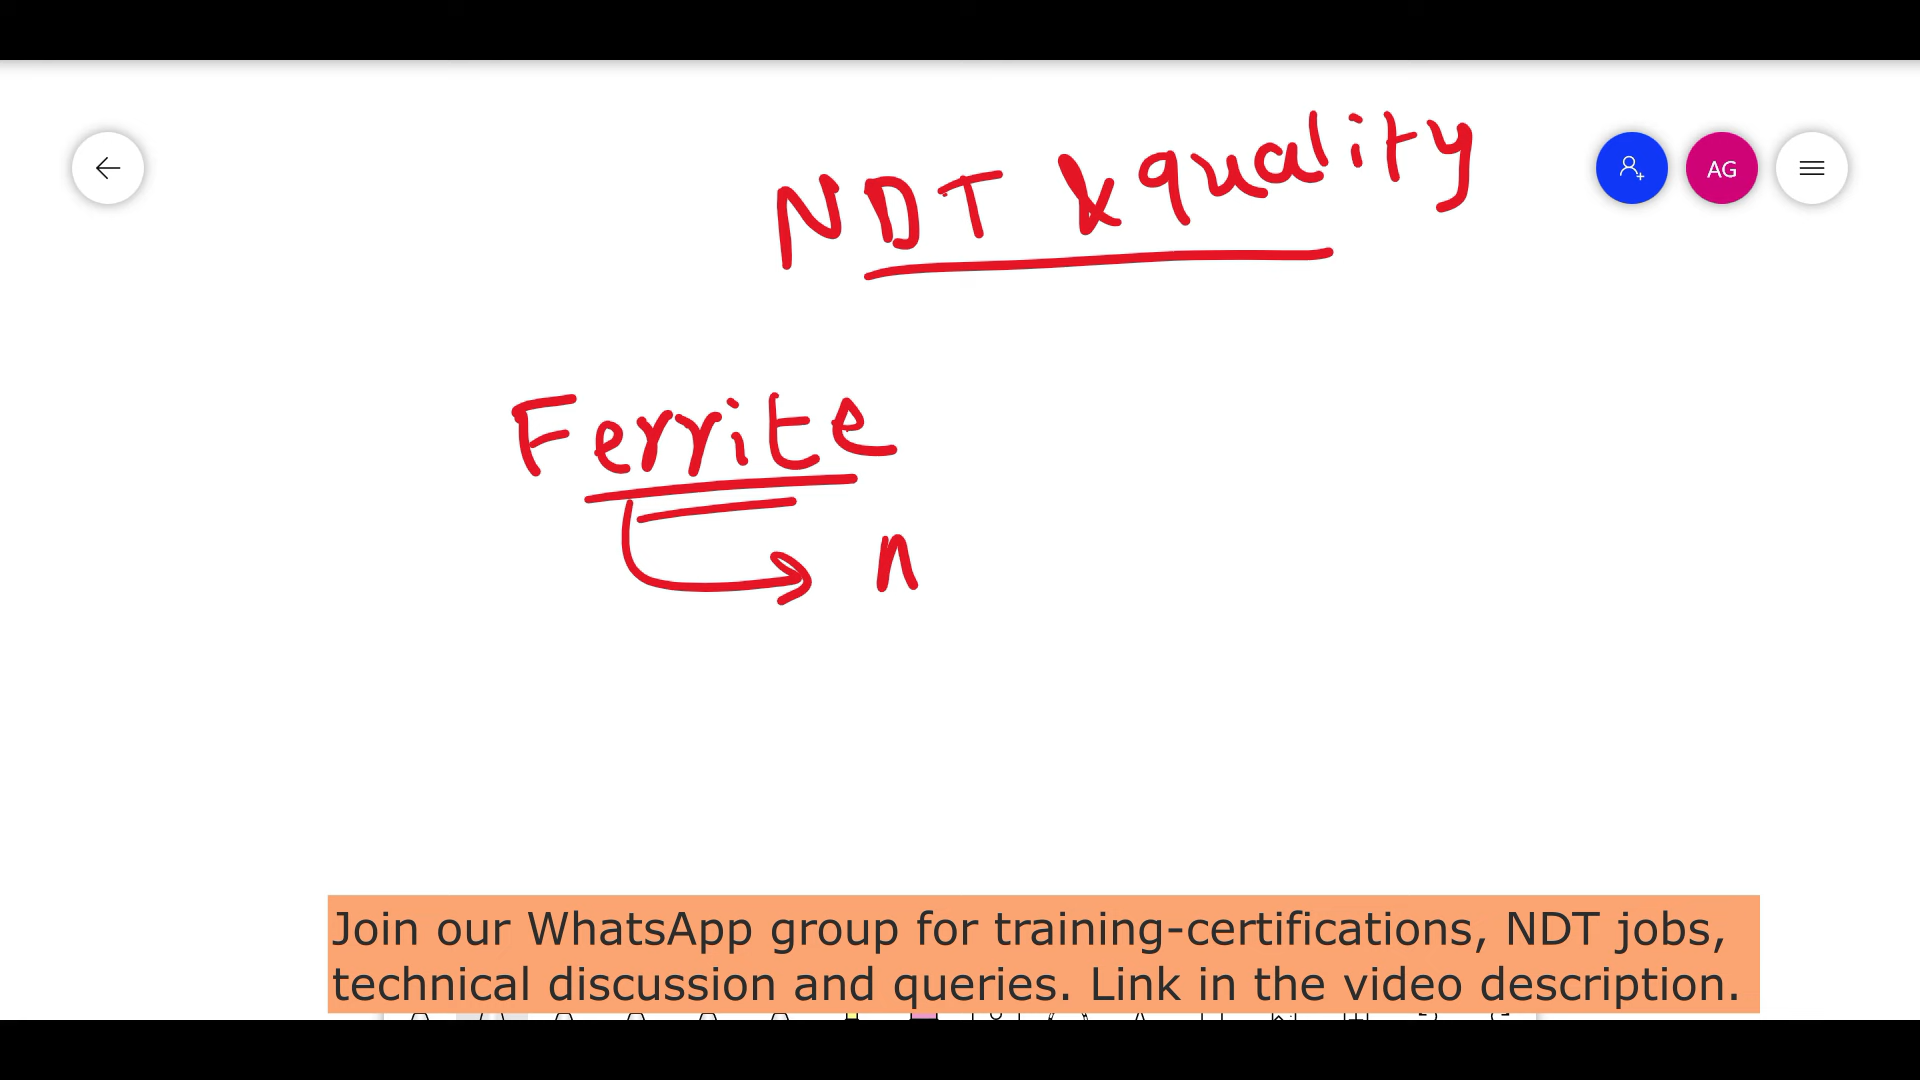 NDT & quality
AG
Ferrite
n
Join our WhatsApp group for training-certifications, NDT jobs,
technical discussion and queries. Link in the video description.